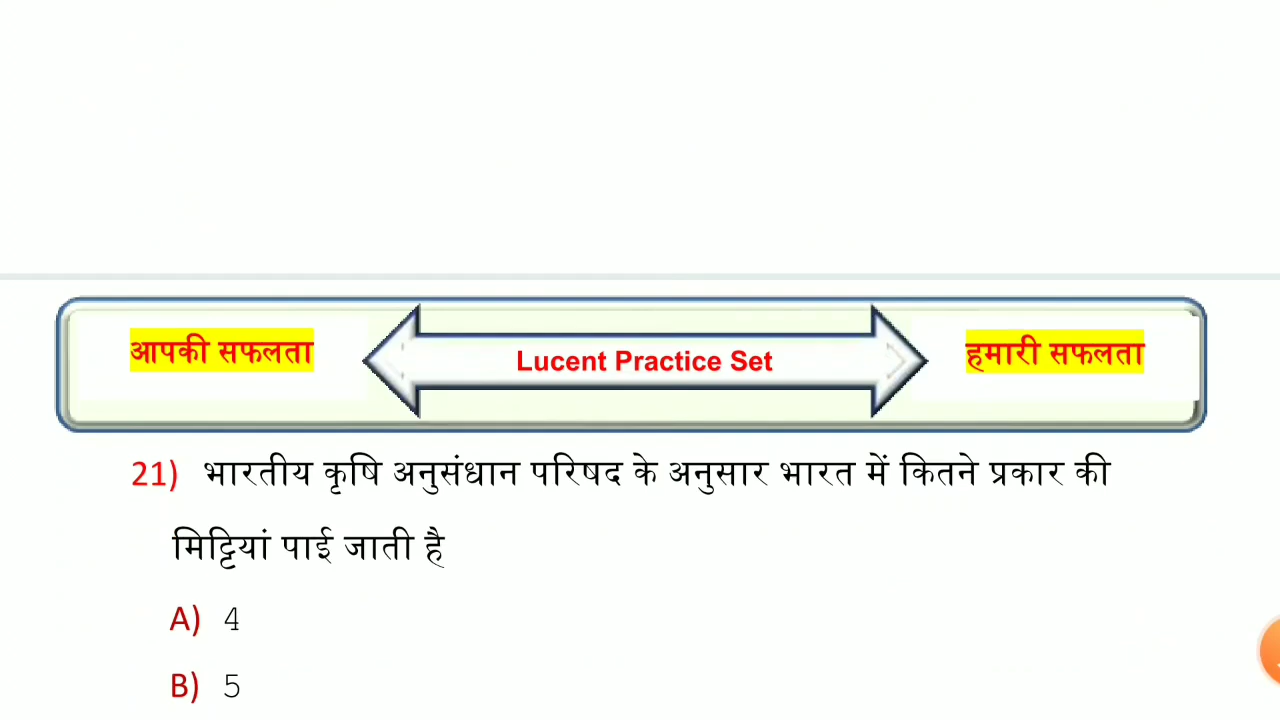 आपकी सफलता
Lucent Practice Set
हमारी सफलता
21) भारतीय कृषि अनुसंधान परिषद के अनुसार भारत में कितने प्रकार की
मिट्टियां पाई जाती है
A) 4
B) 5